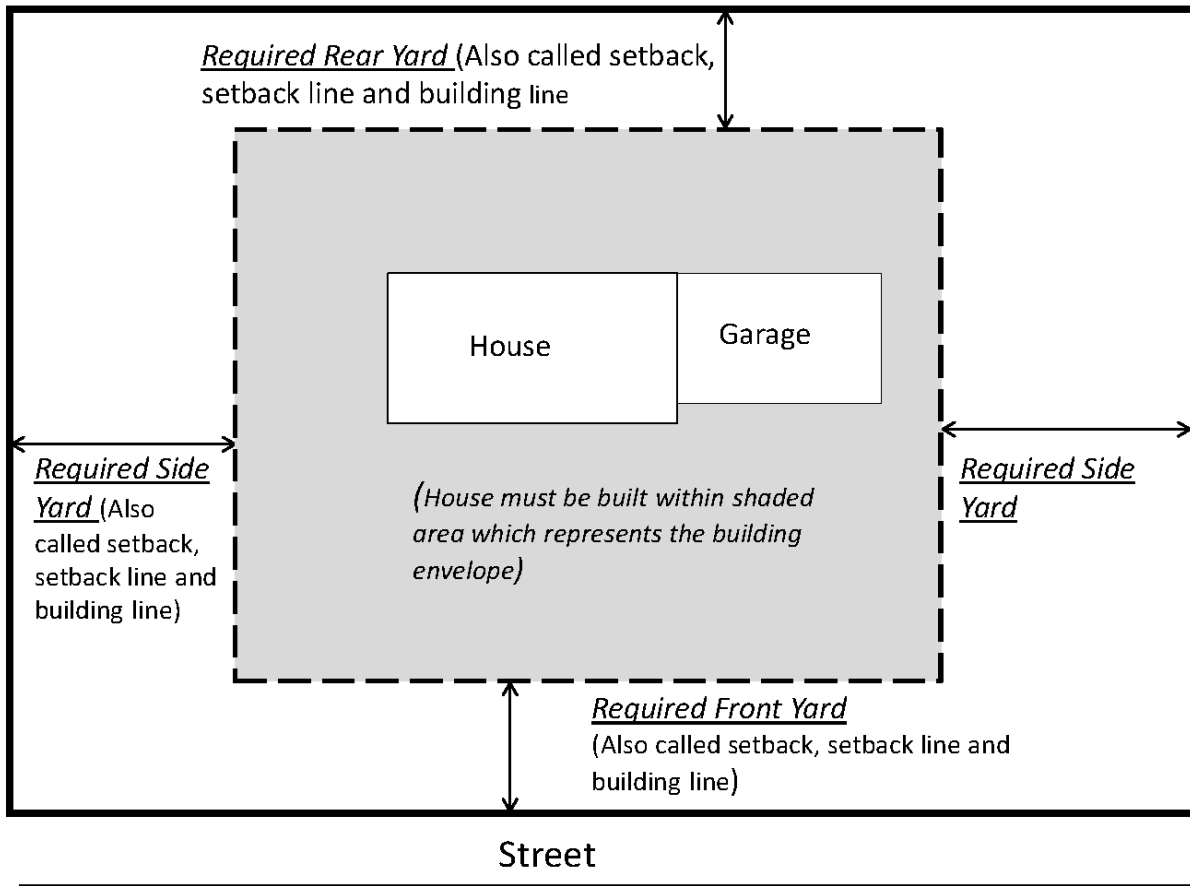 Required Rear Yard (Also called setback,
setback line and building line
House
Garage
Required Side
Yard (Also
called setback,
setback line and
building line)
(House must be built within shaded
area which represents the building
envelope)
Required Side
Yard
Required Front Yard
(Also called setback, setback line and
building line)
Street